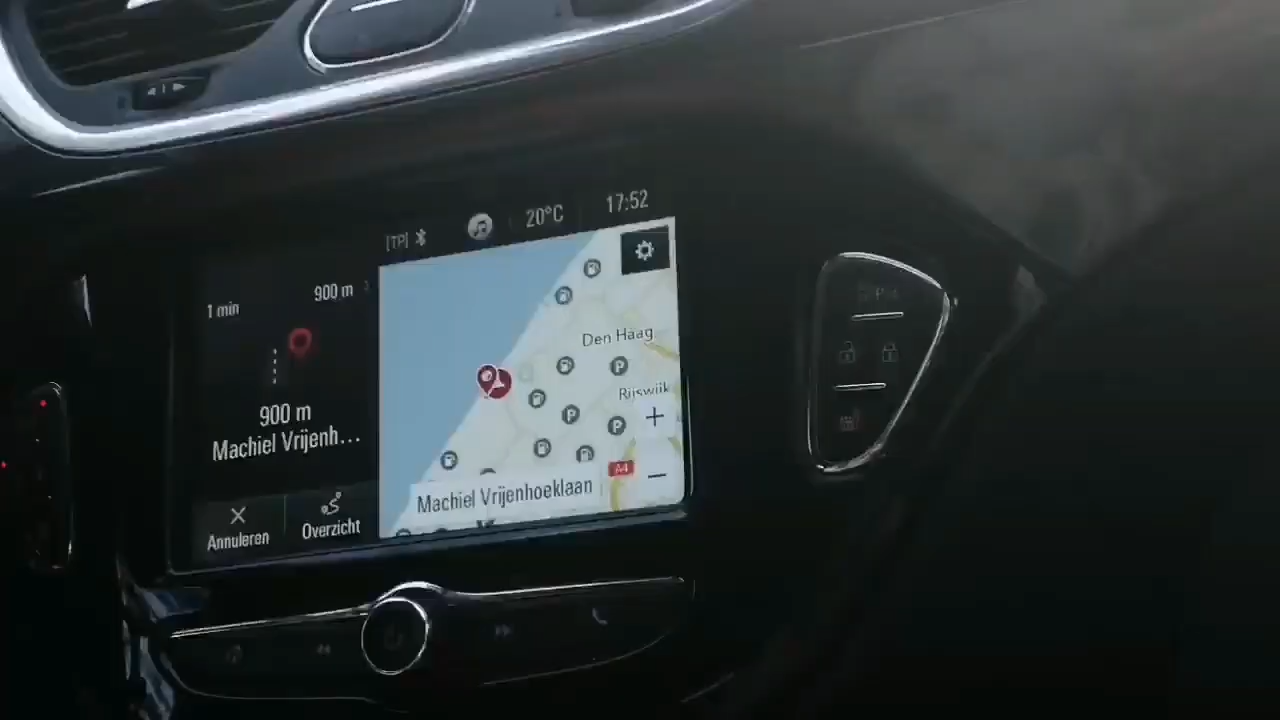 [TP] 20°C 17:52
1 min 900 m
900 m
Machiel Vrijenh...
Annuleren Overzicht
Den Haag
Rijswijk
P
P
P
+
A4
−
Machiel Vrijenhoeklaan